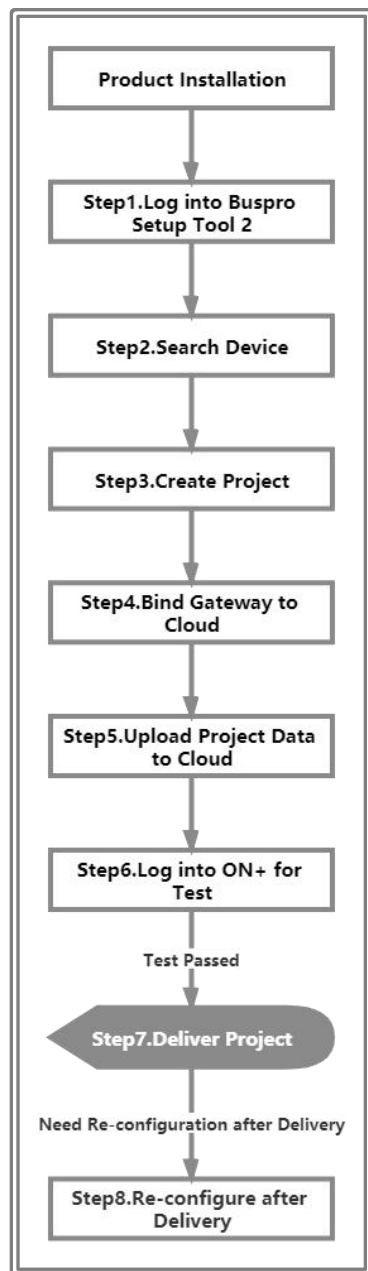 Product Installation
Step1.Log into Buspro
Setup Tool 2
Step2.Search Device
Step3.Create Project
Step4.Bind Gateway to
Cloud
Step5.Upload Project Data
to Cloud
Step6.Log into ON+ for
Test
Test Passed
Step7.Deliver Project
Need Re-configuration after Delivery
Step8.Re-configure after
Delivery